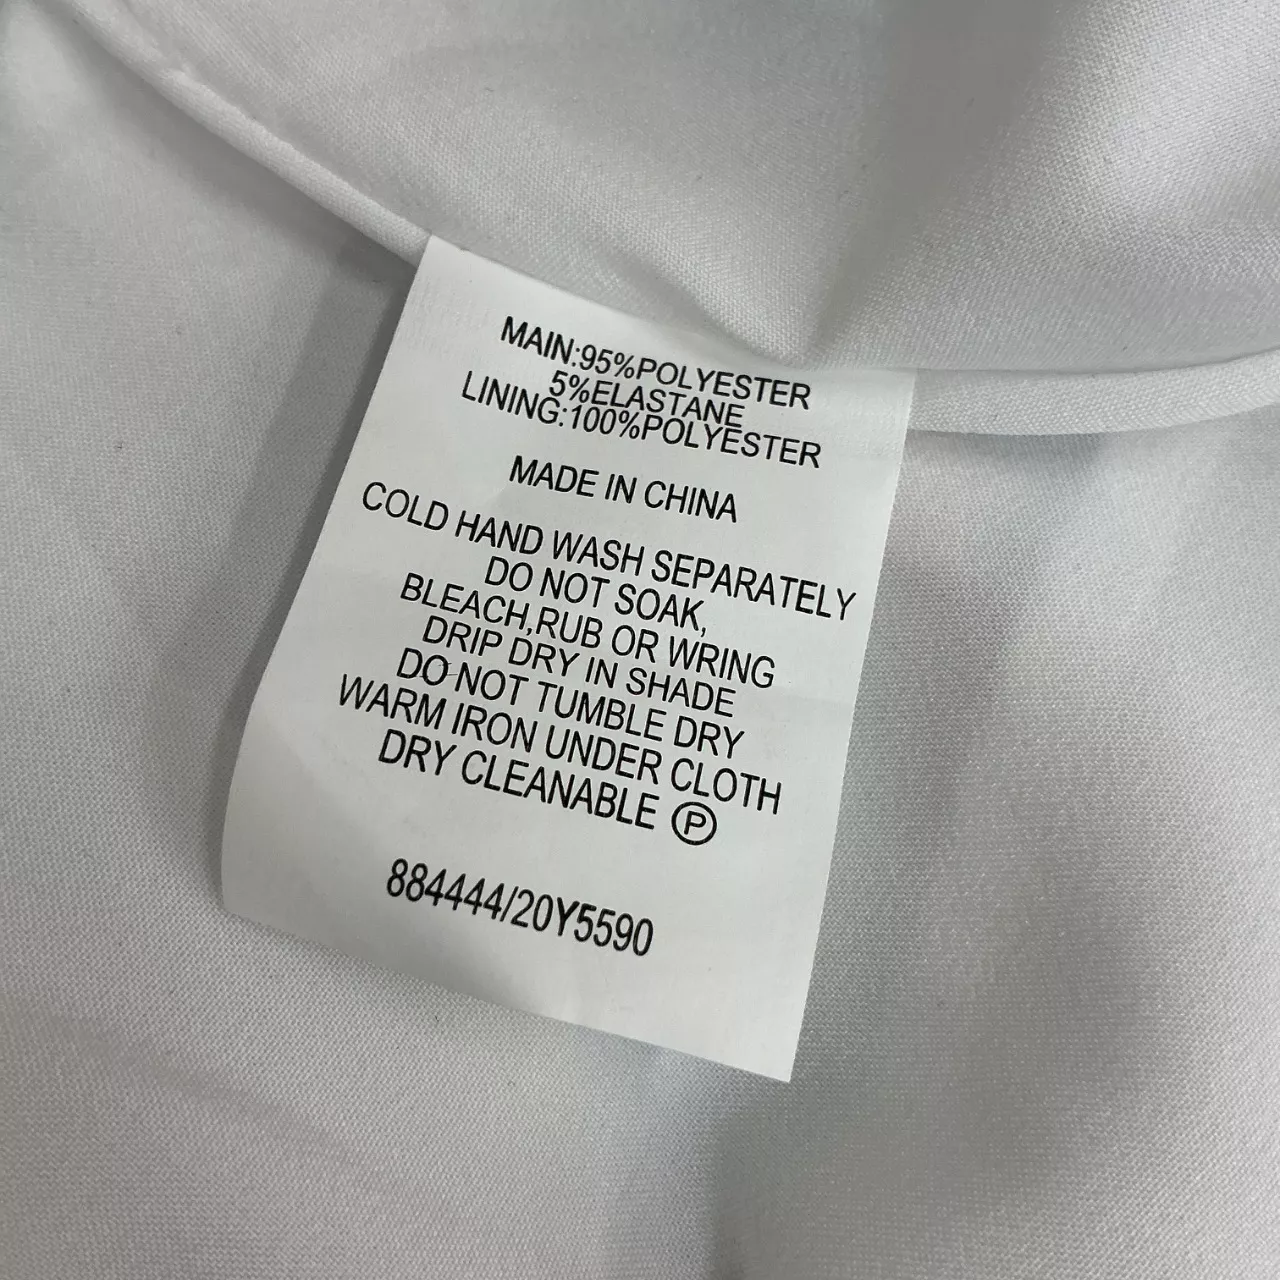 MAIN:95%POLYESTER
5%ELASTANE
LINING:100%POLYESTER
MADE IN CHINA
COLD HAND WASH SEPARATELY
DO NOT SOAK,
BLEACH,RUB OR WRING
DRIP DRY IN SHADE
DO NOT TUMBLE DRY
WARM IRON UNDER CLOTH
DRY CLEANABLE Ⓟ
884444/20Y5590